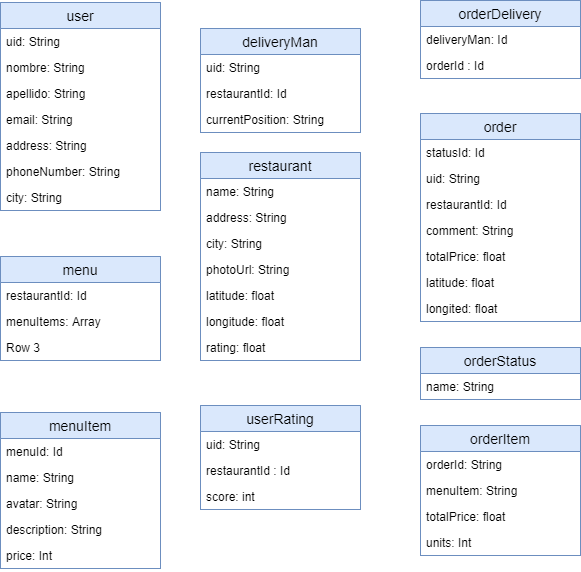 user
uid: String
nombre: String
apellido: String
email: String
address: String
phoneNumber: String
city: String
deliveryMan
uid: String
restaurantId: Id
currentPosition: String
orderDelivery
deliveryMan: Id
orderId : Id
order
statusId: Id
uid: String
restaurantId: Id
comment: String
totalPrice: float
latitude: float
longited: float
restaurant
name: String
address: String
city: String
photoUrl: String
latitude: float
longitude: float
rating: float
menu
restaurantId: Id
menuItems: Array
Row 3
orderStatus
name: String
menuItem
menuId: Id
name: String
avatar: String
description: String
price: Int
userRating
uid: String
restaurantId : Id
score: int
orderItem
orderId: String
menuItem: String
totalPrice: float
units: Int